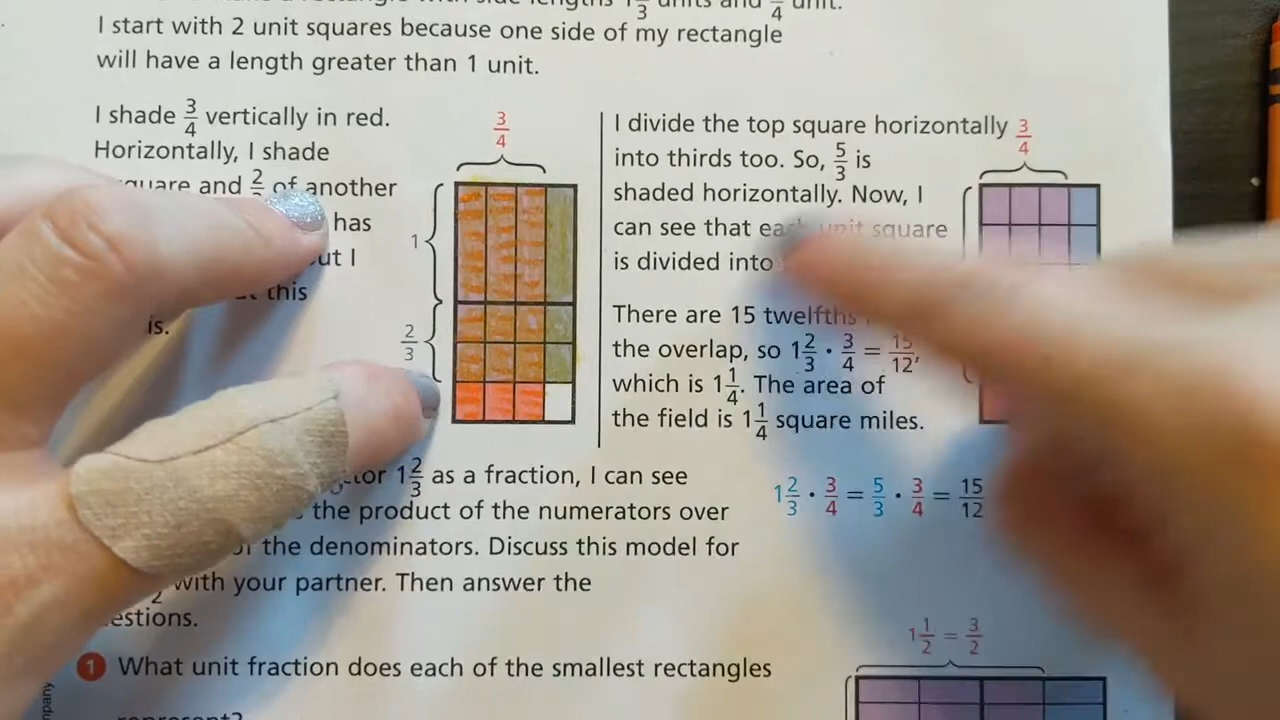 units and 3/4 unit.
I start with 2 unit squares because one side of my rectangle
will have a length greater than 1 unit.
I shade 3/4 vertically in red.
Horizontally, I shade
and 2/ of another
has
this
is.
3/4
1
2/3
I divide the top square horizontally
into thirds too. So, 5/3 is
shaded horizontally. Now, I
can see that each unit square
is divided into
There are 15 twelfths
the overlap, so 1 2/3 · 3/4 = 15/12,
which is 1 1/4. The area of
the field is 1 1/4 square miles.
3/4
1 2/3 as a fraction, I can see
the product of the numerators over
the denominators. Discuss this model for
with your partner. Then answer the
1 2/3 · 3/4 = 5/3 · 3/4 = 15/12
1 What unit fraction does each of the smallest rectangles
represent?
1 1/2 = 3/2